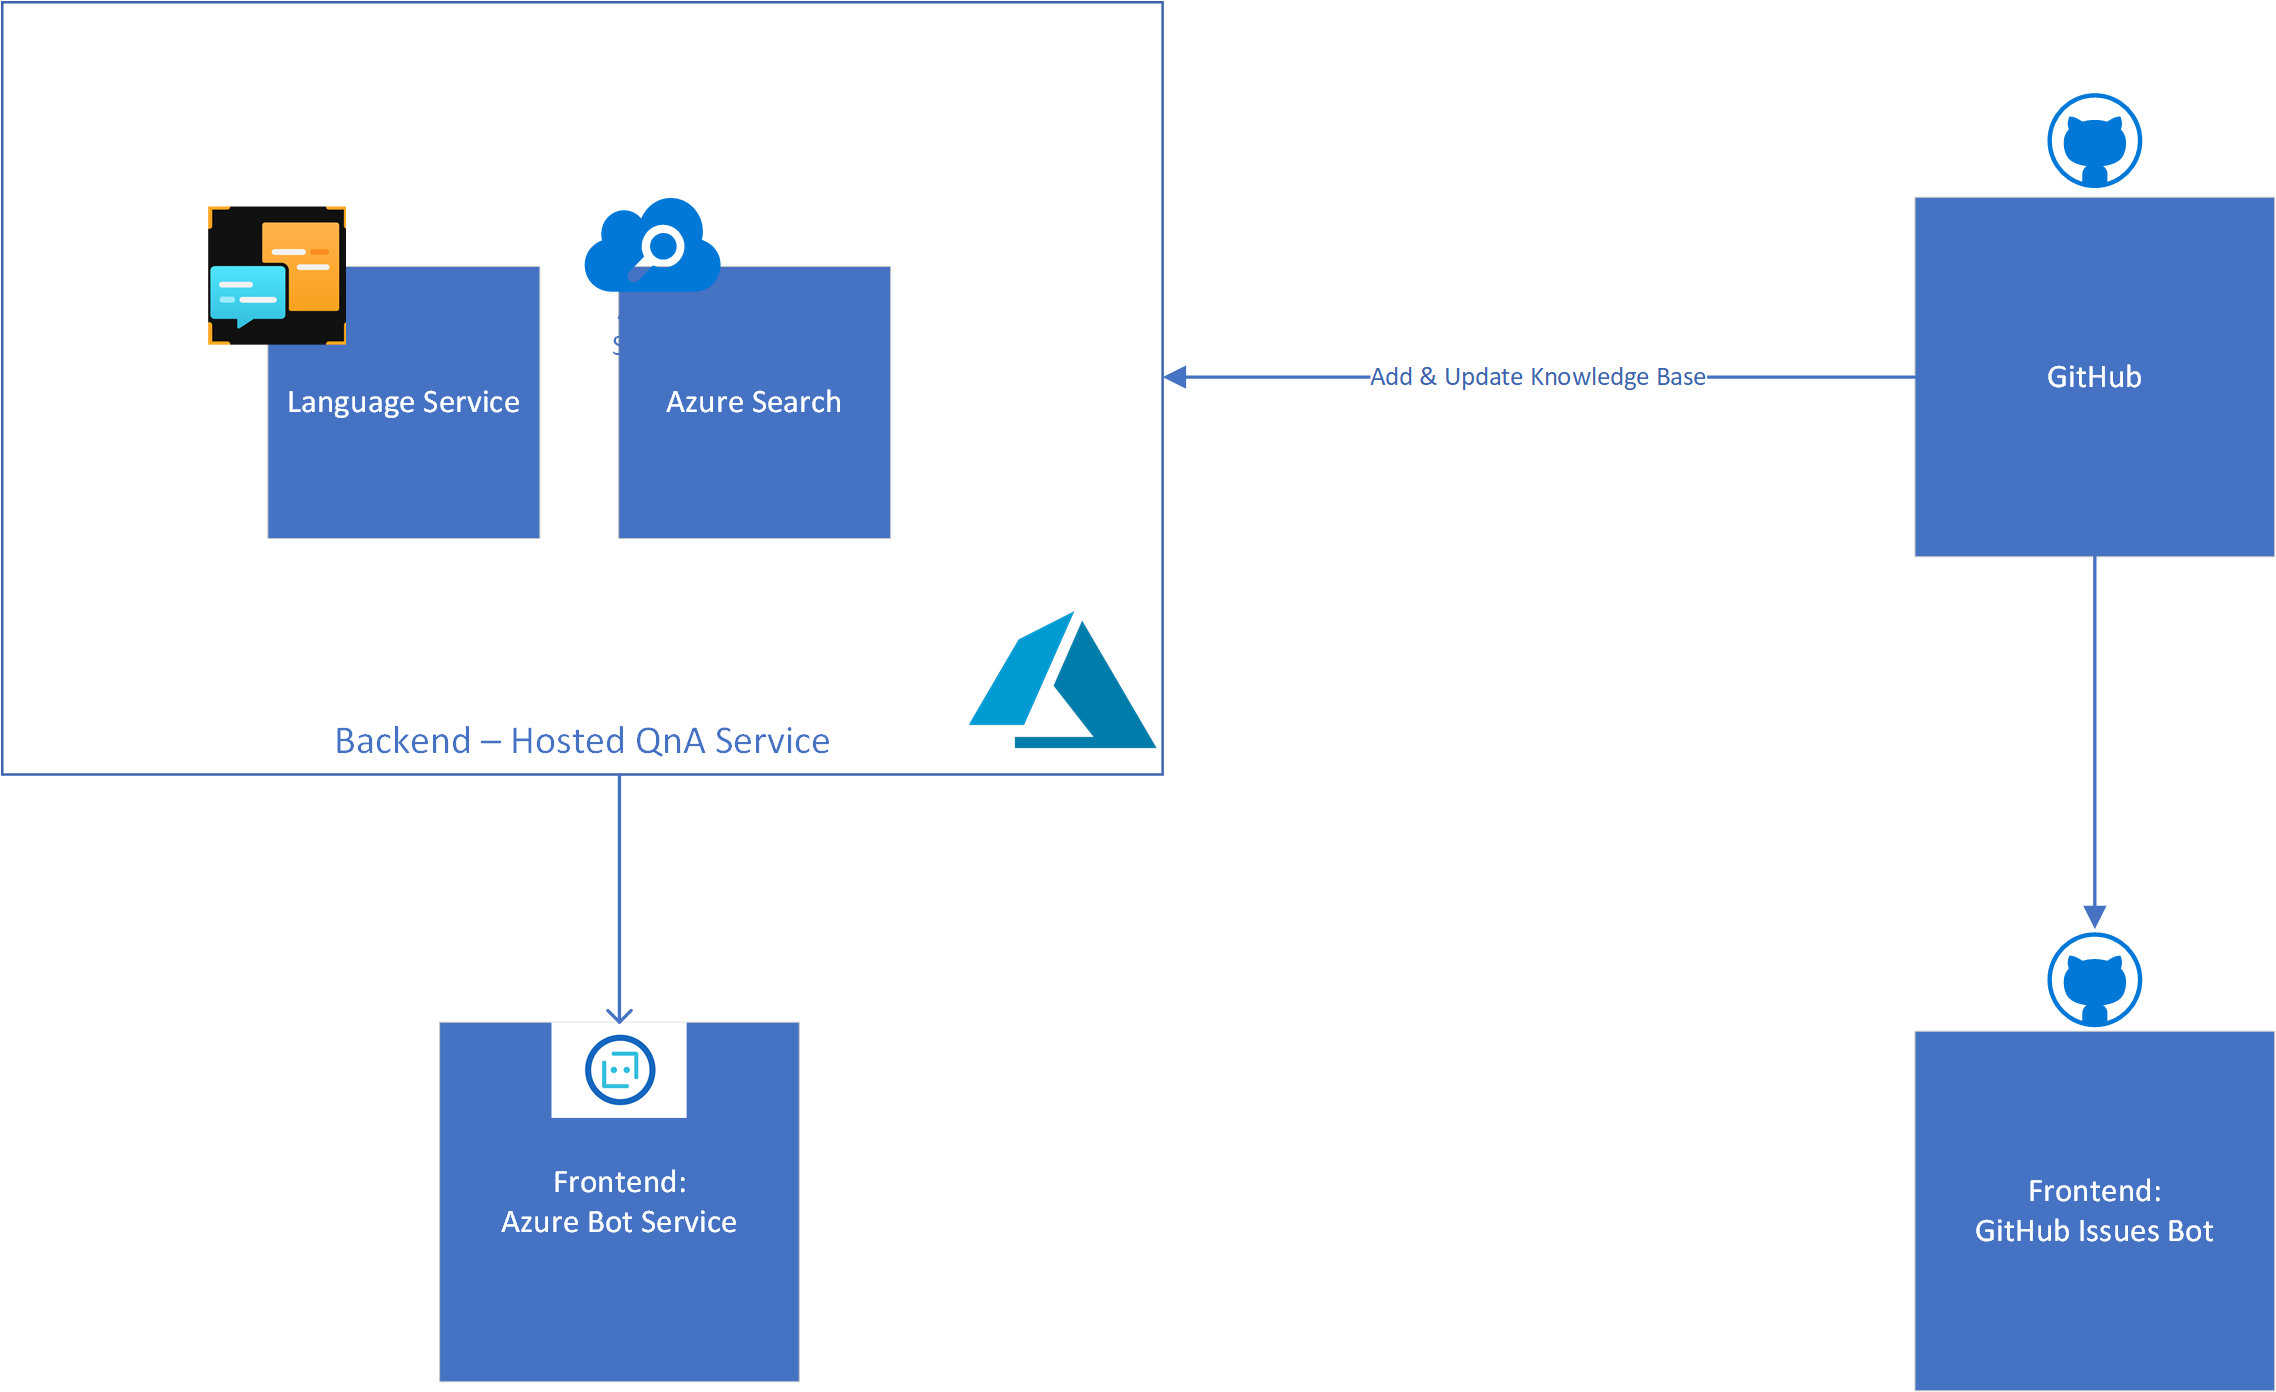 Language Service
Azure Search
Add & Update Knowledge Base
GitHub
Backend – Hosted QnA Service
Frontend:
Azure Bot Service
Frontend:
GitHub Issues Bot